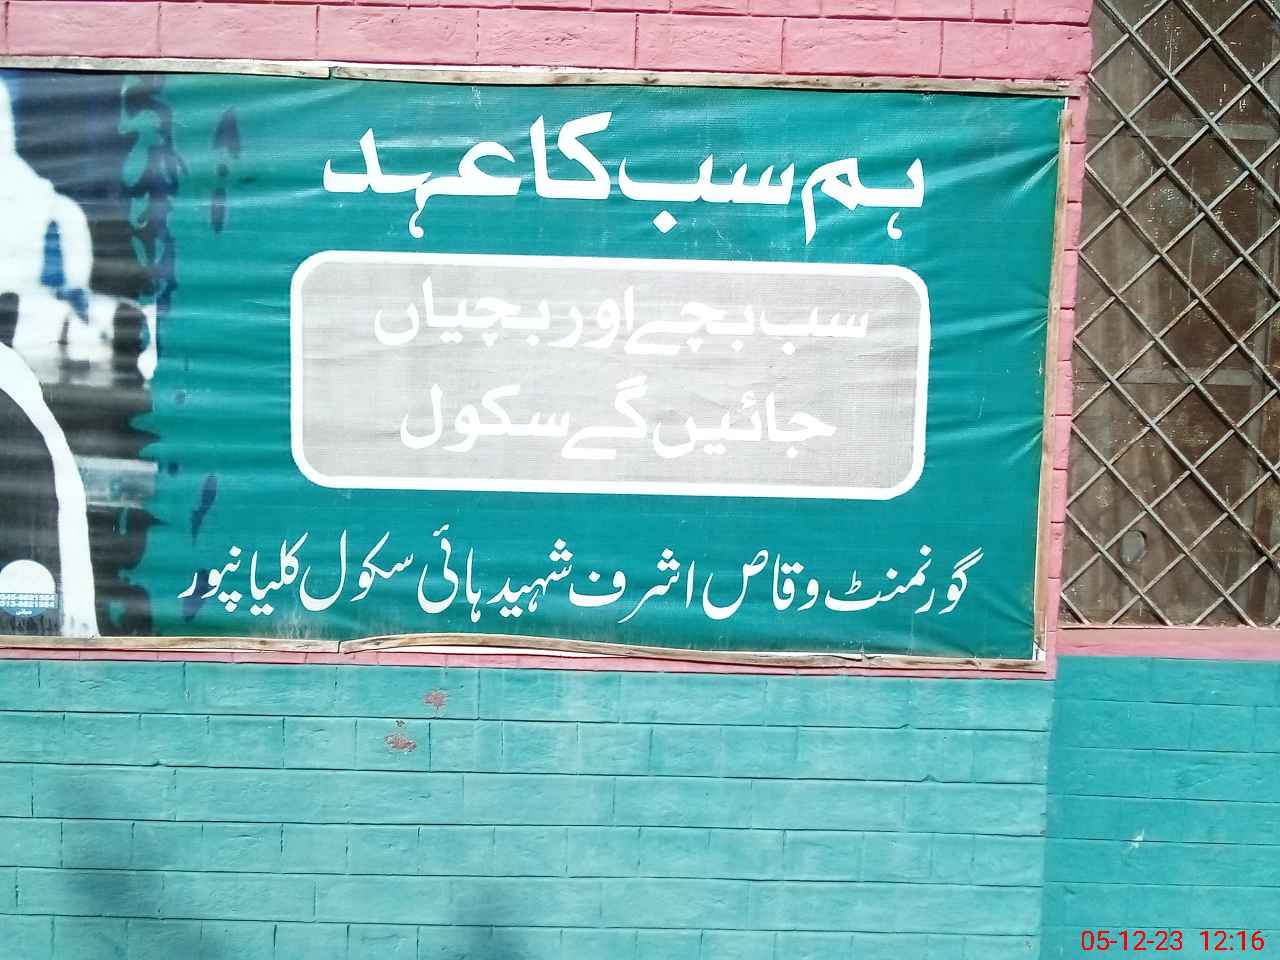 ہم سب کا عہد
سب بچے اور بچیاں
جائیں گے سکول
گورنمنٹ وقاص اشرف شہید ہائی سکول کلیانپور
05-12-23 12:16